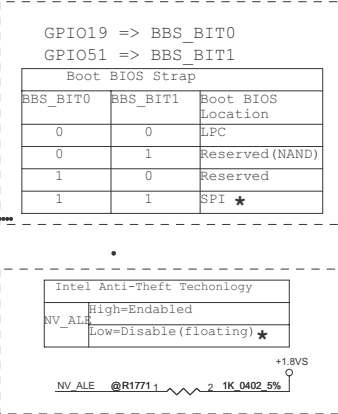 GPIO19 => BBS_BIT0
GPIO51 => BBS_BIT1
Boot BIOS Strap
BBS_BIT0 BBS_BIT1 Boot BIOS
Location
0 0 LPC
0 1 Reserved(NAND)
1 0 Reserved
1 1 SPI *
Intel Anti-Theft Techonlogy
High=Endabled
NV_ALE
Low=Disable(floating) *
+1.8VS
NV_ALE @R1771 1 2 1K_0402_5%